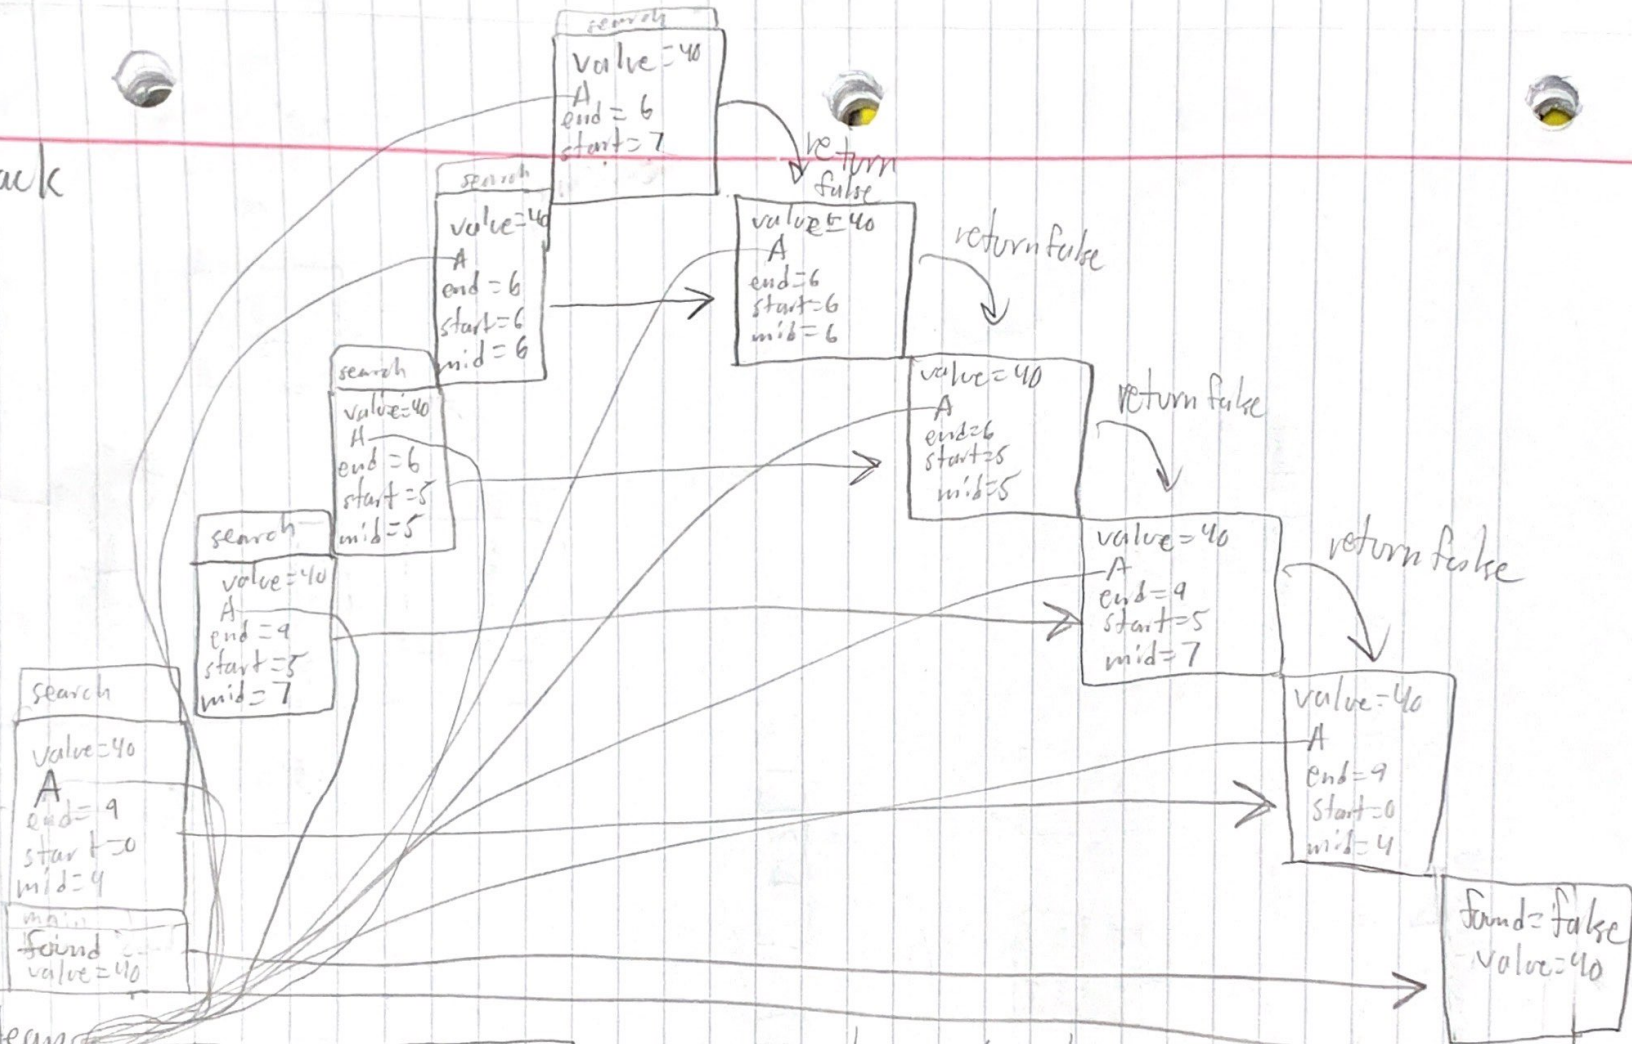 search
value=40
A
end = 6
start=7
return
false
ack
search
value=40
A
end = 6
start=6
mid = 6
value=40
A
end=6
start=6
mid=6
return false
search
value=40
A
end = 6
start=5
mid=5
value=40
A
end=6
start=5
mid=5
return false
search
value=40
A
end=9
start=5
mid=7
value=40
A
end=9
start=5
mid=7
return false
search
value=40
A
end=9
start=0
mid=4
value=40
A
end=9
start=0
mid=4
main
found
value=40
found=false
value=40